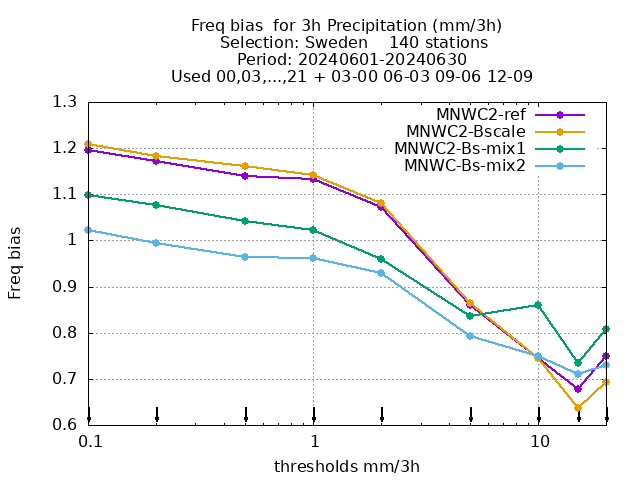 Freq bias  for 3h Precipitation (mm/3h)
Selection: Sweden    140 stations
Period: 20240601-20240630
Used 00,03,...,21 + 03-00 06-03 09-06 12-09
MNWC2-ref
MNWC2-Bscale
MNWC2-Bs-mix1
MNWC-Bs-mix2
1.3
1.2
1.1
1
0.9
0.8
0.7
0.6
Freq bias
0.1 1 10
thresholds mm/3h